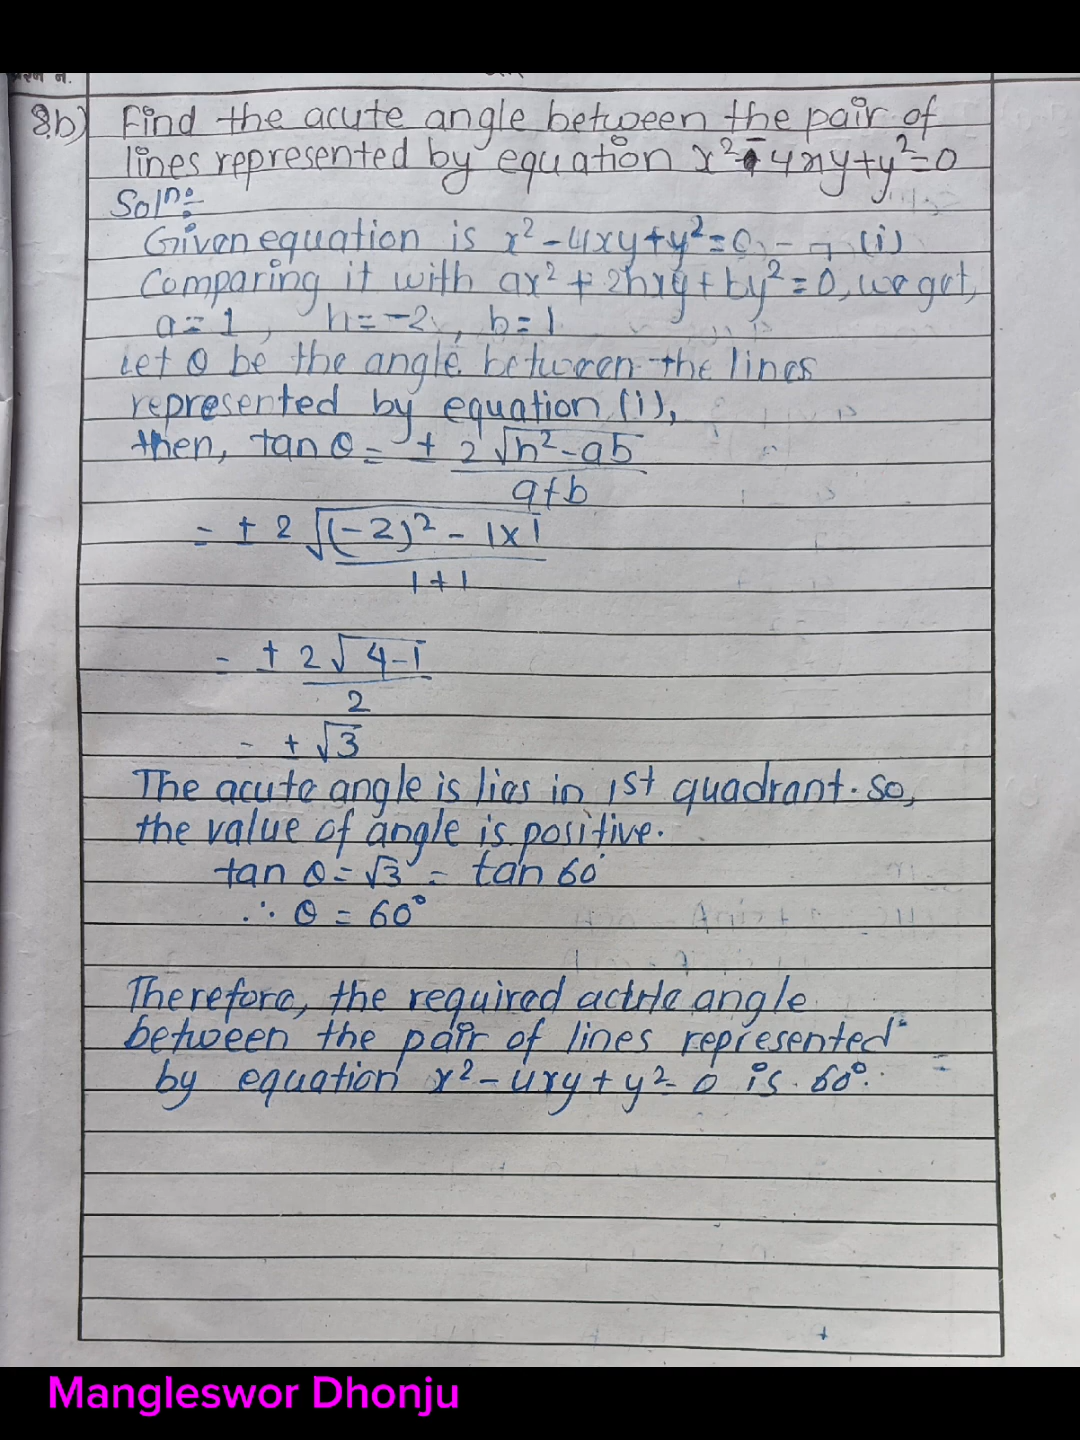 8.b) Find the acute angle between the pair of
lines represented by equation x²-4xy+y²=0
Solⁿ:
Given equation is x²-4xy+y²=0 - - (i)
Comparing it with ax²+2hxy+by²=0, we get,
a=1, h=-2, b=1
Let θ be the angle between the lines
represented by equation (i),
then, tan θ = ± 2√h²-ab
a+b
= ± 2 √(-2)² - 1×1
1+1
= ± 2√4-1
2
= ± √3
The acute angle is lies in 1st quadrant. So,
the value of angle is positive.
tan θ = √3 = tan 60°
∴ θ = 60°
Therefore, the required acute angle
between the pair of lines represented
by equation x²-4xy+y²=0 is 60°.
Mangleswor Dhonju